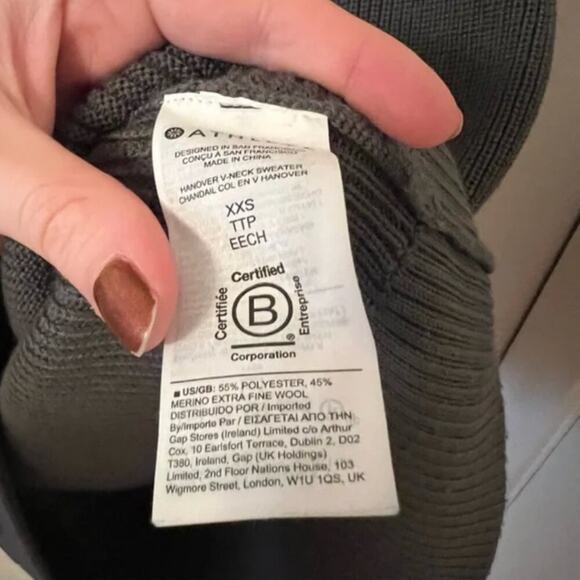 DESIGNED IN SAN FRANCISCO
CONÇU A SAN FRANCISCO
MADE IN CHINA
HANOVER V-NECK SWEATER
CHANDAIL COL EN V HANOVER
XXS
TTP
EECH
Certified
Certifiée
B
Entreprise
®
Corporation
■ US/GB: 55% POLYESTER, 45%
MERINO EXTRA FINE WOOL
DISTRIBUIDO POR / Imported
By/Importe Par / ΕΙΣΑΓΕΤΑΙ ΑΠΟ ΤΗΝ
Gap Stores (Ireland) Limited c/o Arthur
Cox, 10 Earlsfort Terrace, Dublin 2, D02
T380, Ireland, Gap (UK Holdings)
Limited, 2nd Floor Nations House, 103
Wigmore Street, London, W1U 1QS, UK